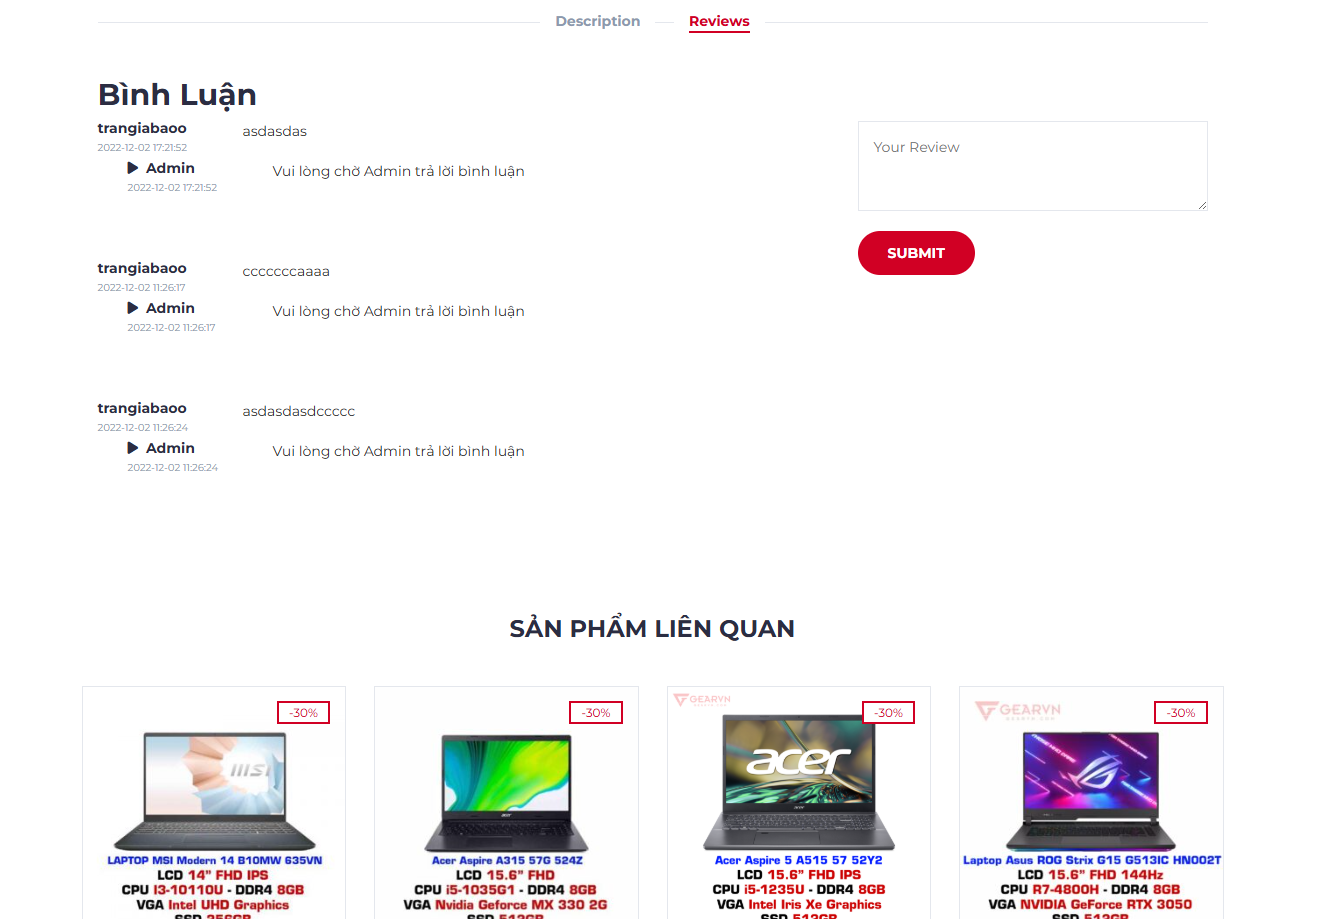 Description
Reviews
Bình Luận
trangiabaoo
asdasdas
2022-12-02 17:21:52
Admin
Vui lòng chờ Admin trả lời bình luận
2022-12-02 17:21:52
trangiabaoo
cccccccaaaa
2022-12-02 11:26:17
Admin
Vui lòng chờ Admin trả lời bình luận
2022-12-02 11:26:17
trangiabaoo
asdasdasdccccc
2022-12-02 11:26:24
Admin
Vui lòng chờ Admin trả lời bình luận
2022-12-02 11:26:24
Your Review
SUBMIT
SẢN PHẨM LIÊN QUAN
-30%
msi
LAPTOP MSI Modern 14 B10MW 635VN
LCD 14” FHD IPS
CPU I3-10110U - DDR4 8GB
VGA Intel UHD Graphics
SSD 256GB
-30%
acer
Acer Aspire A315 57G 524Z
LCD 15.6” FHD
CPU i5-1035G1 - DDR4 8GB
VGA Nvidia Geforce MX 330 2G
SSD 512GB
GEARVN
-30%
acer
Acer Aspire 5 A515 57 52Y2
LCD 15.6” FHD IPS
CPU i5-1235U - DDR4 8GB
VGA Intel Iris Xe Graphics
SSD 512GB
GEARVN
-30%
Laptop Asus ROG Strix G15 G513IC HN002T
LCD 15.6” FHD 144Hz
CPU R7-4800H - DDR4 8GB
VGA NVIDIA GeForce RTX 3050
SSD 512GB